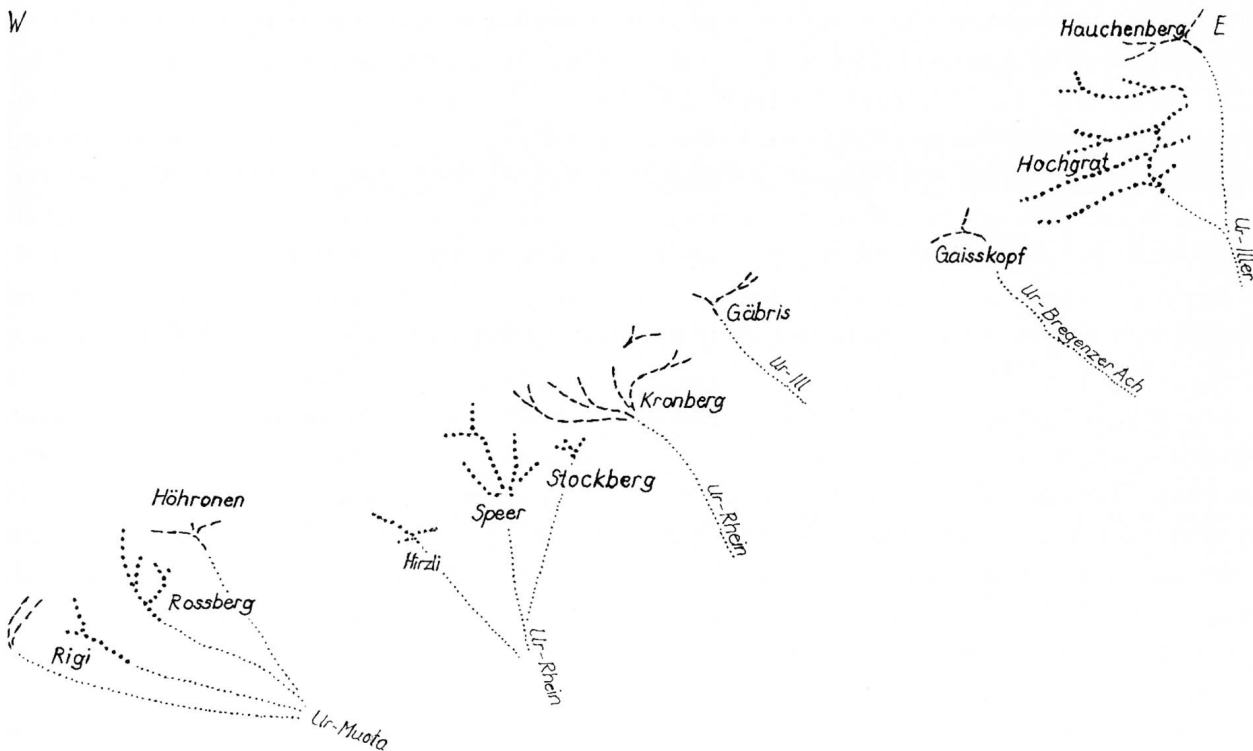 W
Hauchenberg
E
Hochgrat
Gaisskopf
Ur-Iller
Gäbris
Ur-Bregenzer Ach
Ur-Ill
Kronberg
Stockberg
Ur-Rhein
Höhronen
Speer
Hirzli
Rossberg
Rigi
Ur-Rhein
Ur-Muota